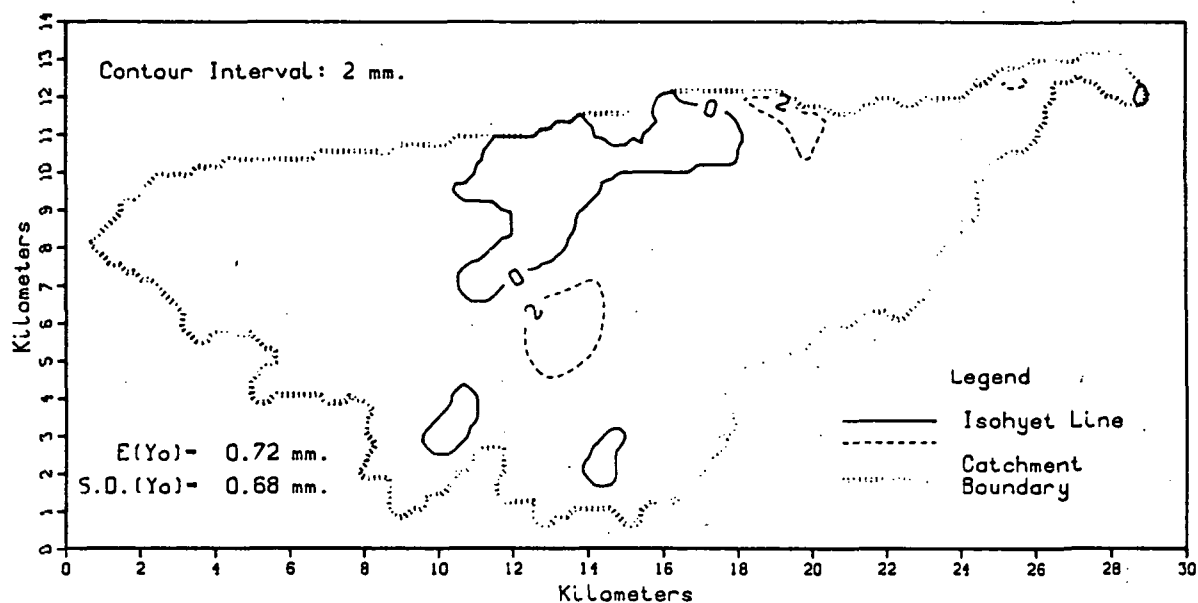 Contour Interval: 2 mm.
0
2
0
2
E(Yo)= 0.72 mm.
S.D.(Yo)= 0.68 mm.
Legend
Isohyet Line
Catchment
Boundary
Kilometers
14
13
12
11
10
9
8
7
6
5
4
3
2
1
0
0 2 4 6 8 10 12 14 16 18 20 22 24 26 28 30
Kilometers